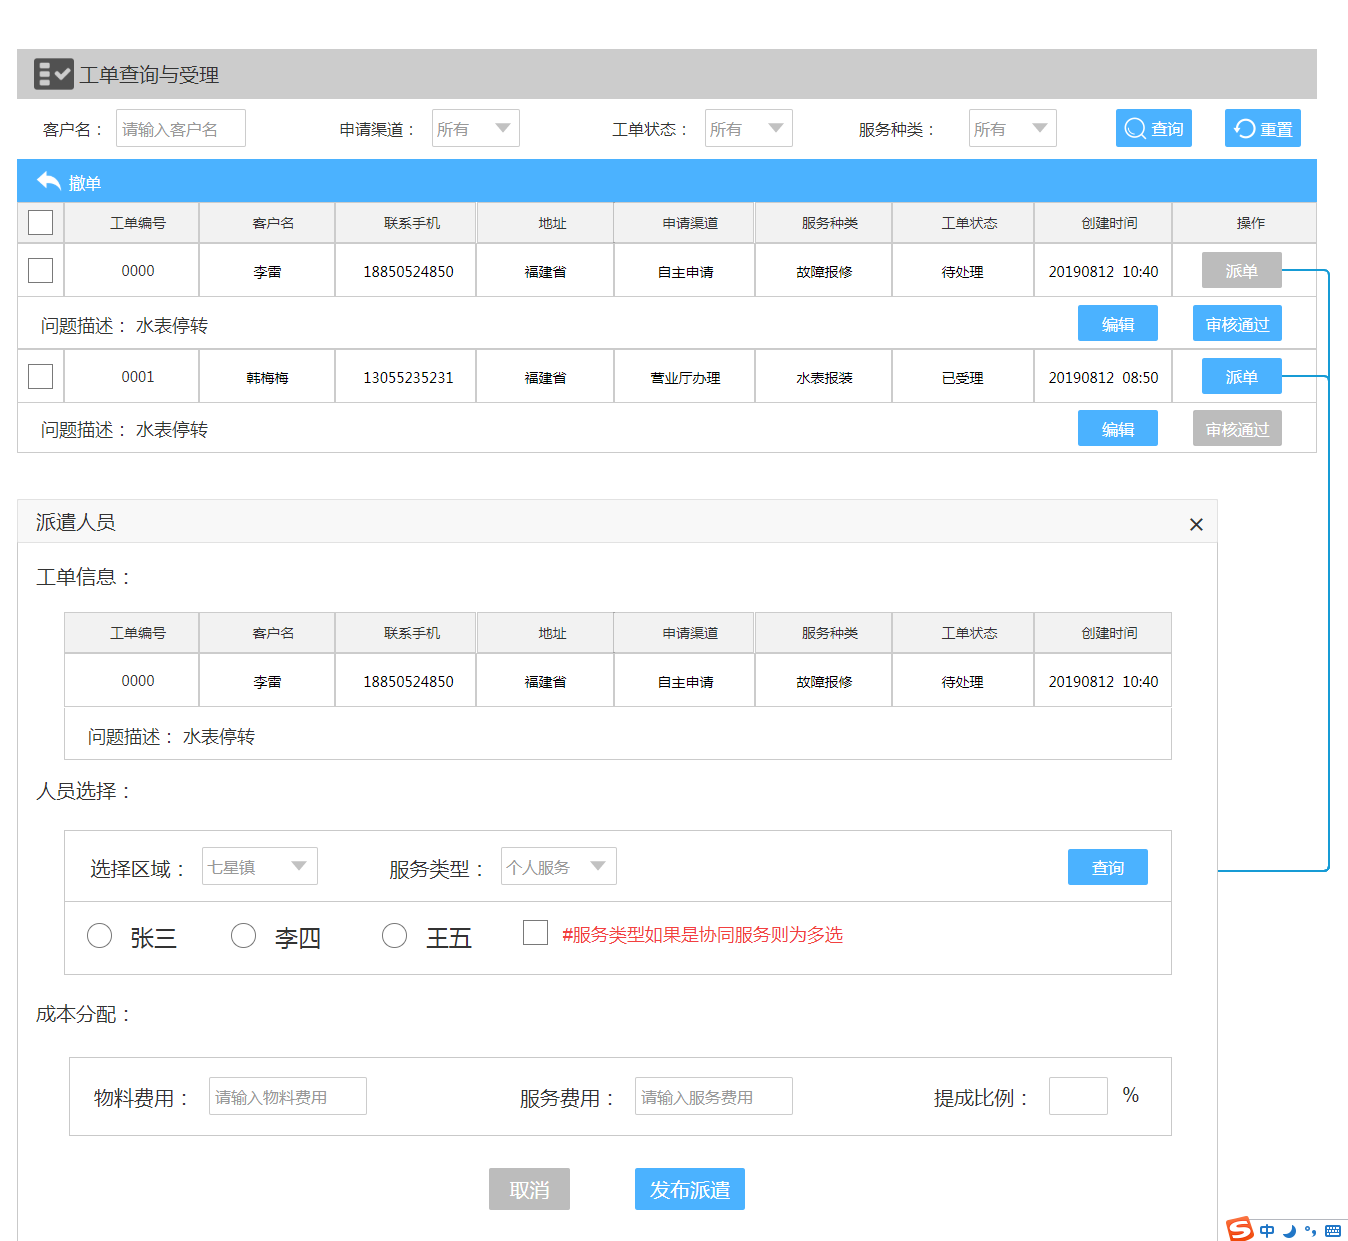 工单查询与受理
客户名： 请输入客户名 申请渠道： 所有 工单状态： 所有 服务种类： 所有 查询 重置
撤单
工单编号 客户名 联系手机 地址 申请渠道 服务种类 工单状态 创建时间 操作
0000 李雷 18850524850 福建省 自主申请 故障报修 待处理 20190812 10:40 派单
问题描述： 水表停转 编辑 审核通过
0001 韩梅梅 13055235231 福建省 营业厅办理 水表报装 已受理 20190812 08:50 派单
问题描述： 水表停转 编辑 审核通过
派遣人员 ×
工单信息：
工单编号 客户名 联系手机 地址 申请渠道 服务种类 工单状态 创建时间
0000 李雷 18850524850 福建省 自主申请 故障报修 待处理 20190812 10:40
问题描述： 水表停转
人员选择：
选择区域： 七星镇 服务类型： 个人服务 查询
张三 李四 王五 #服务类型如果是协同服务则为多选
成本分配：
物料费用： 请输入物料费用 服务费用： 请输入服务费用 提成比例： %
取消 发布派遣
S 中